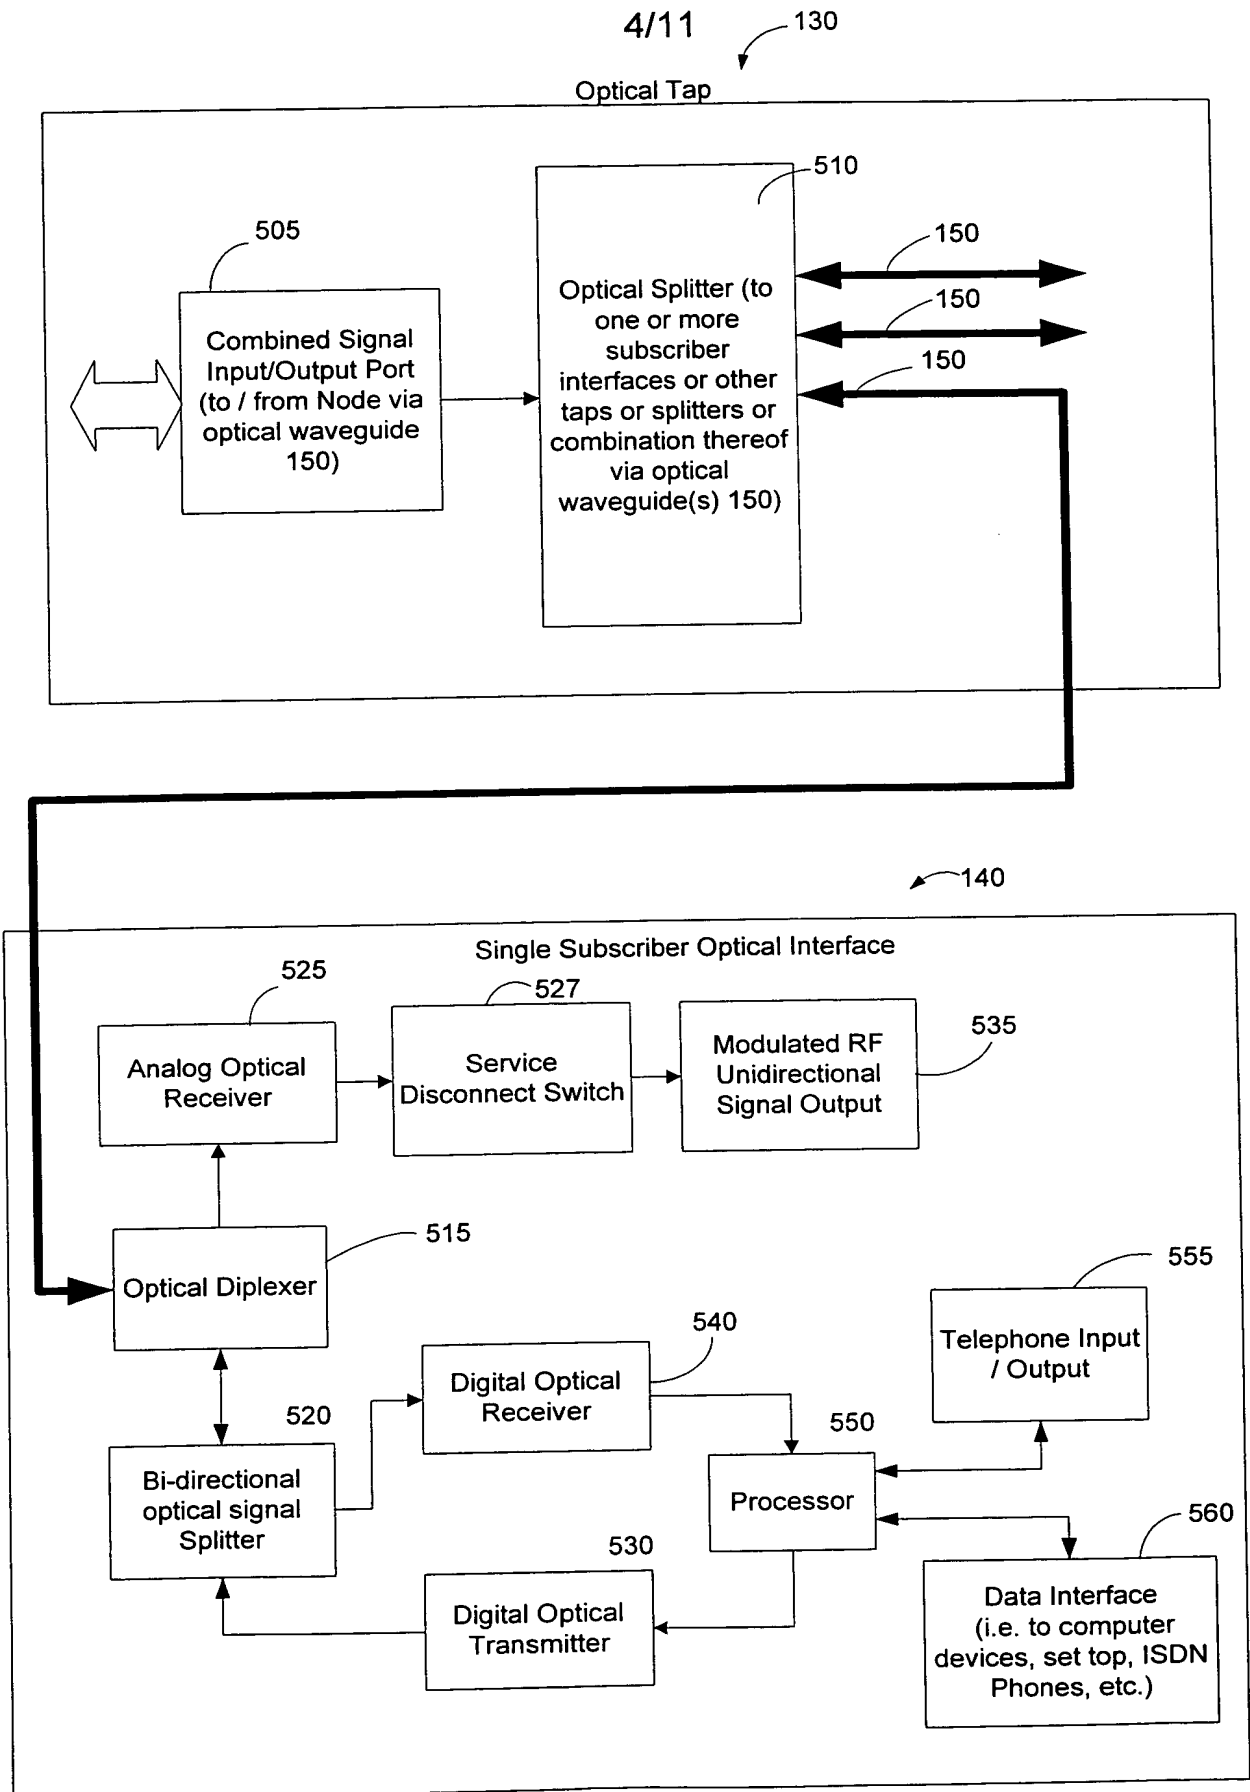 4/11
130
Optical Tap
510
505
150
150
150
Combined Signal
Input/Output Port
(to / from Node via
optical waveguide
150)
Optical Splitter (to
one or more
subscriber
interfaces or other
taps or splitters or
combination thereof
via optical
waveguide(s) 150)
140
Single Subscriber Optical Interface
525
527
535
Analog Optical
Receiver
Service
Disconnect Switch
Modulated RF
Unidirectional
Signal Output
515
Optical Diplexer
555
Telephone Input
/ Output
540
Digital Optical
Receiver
520
Bi-directional
optical signal
Splitter
550
Processor
530
Digital Optical
Transmitter
560
Data Interface
(i.e. to computer
devices, set top, ISDN
Phones, etc.)